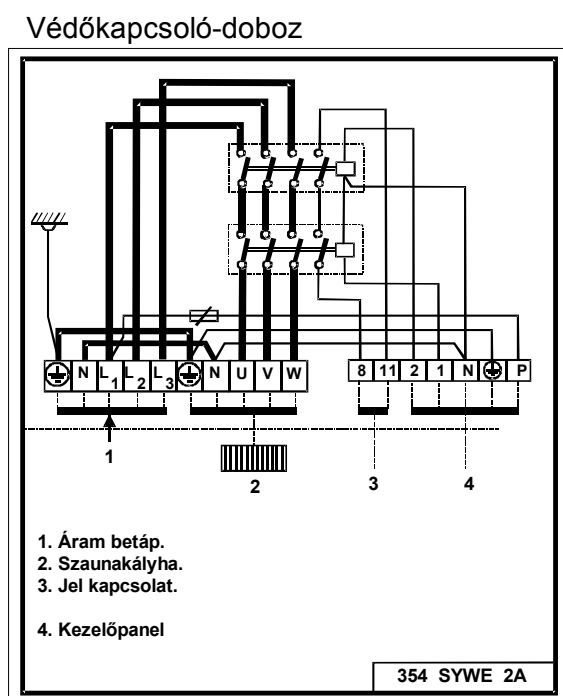 Védőkapcsoló-doboz
N L1 L2 L3 N U V W 8 11 2 1 N P
1 2 3 4
1. Áram betáp.
2. Szaunakályha.
3. Jel kapcsolat.
4. Kezelőpanel
354 SYWE 2A